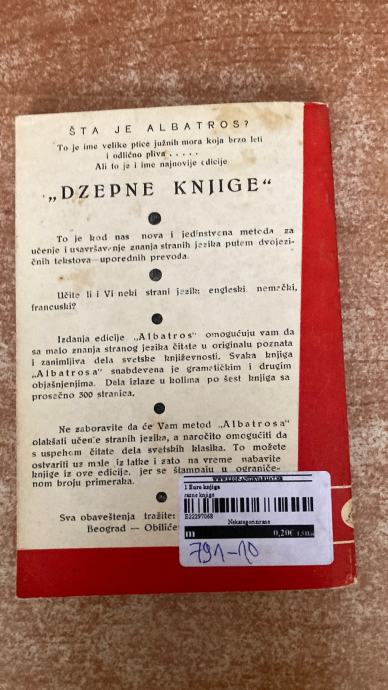 ŠTA JE ALBATROS?
To je ime velike ptice južnih mora koja brzo leti
i odlično pliva . . . . .
Ali to je i ime najnovije edicije
„DZEPNE KNJIGE“
To je kod nas nova i jedinstvena metoda za
učenje i usavršavanje znanja stranih jezika putem dvojezi-
čnih tekstova—uporednih prevoda.
Učite li i Vi neki strani jezik: engleski, nemački,
francuski?
Izdanja edicije „Albatros“ omogućuju vam da
sa malo znanja stranog jezika čitate u originalu poznata
i zanimljiva dela svetske književnosti. Svaka knjiga
„Albatrosa“ snabdevena je gramatičkim i drugim
objašnjenjima. Dela izlaze u kolima po šest knjiga sa
prosečno 300 stranica.
Ne zaboravite da će Vam metod „Albatrosa“
olakšati učenje stranih jezika, a naročito omogućiti da
s uspehom čitate dela svetskih klasika. To možete
ostvariti uz male izdatke i zato na vreme nabavite
knjige iz ove edicije, jer se štampaju u ograniče-
nom broju primeraka.
Sva obaveštenja tražite:
Beograd — Obiliće
1 Euro knjiga
razne knjige
E22297068
Nekategorizirano
m 0,20€
791-10